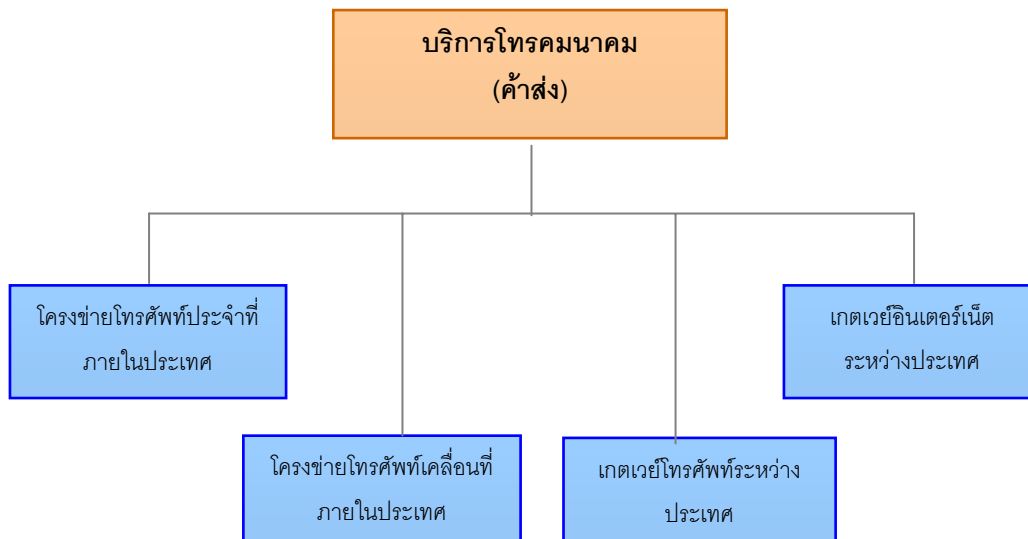 บริการโทรคมนาคม
(ค้าส่ง)
โครงข่ายโทรศัพท์ประจำที่
ภายในประเทศ
เกตเวย์อินเตอร์เน็ต
ระหว่างประเทศ
โครงข่ายโทรศัพท์เคลื่อนที่
ภายในประเทศ
เกตเวย์โทรศัพท์ระหว่าง
ประเทศ